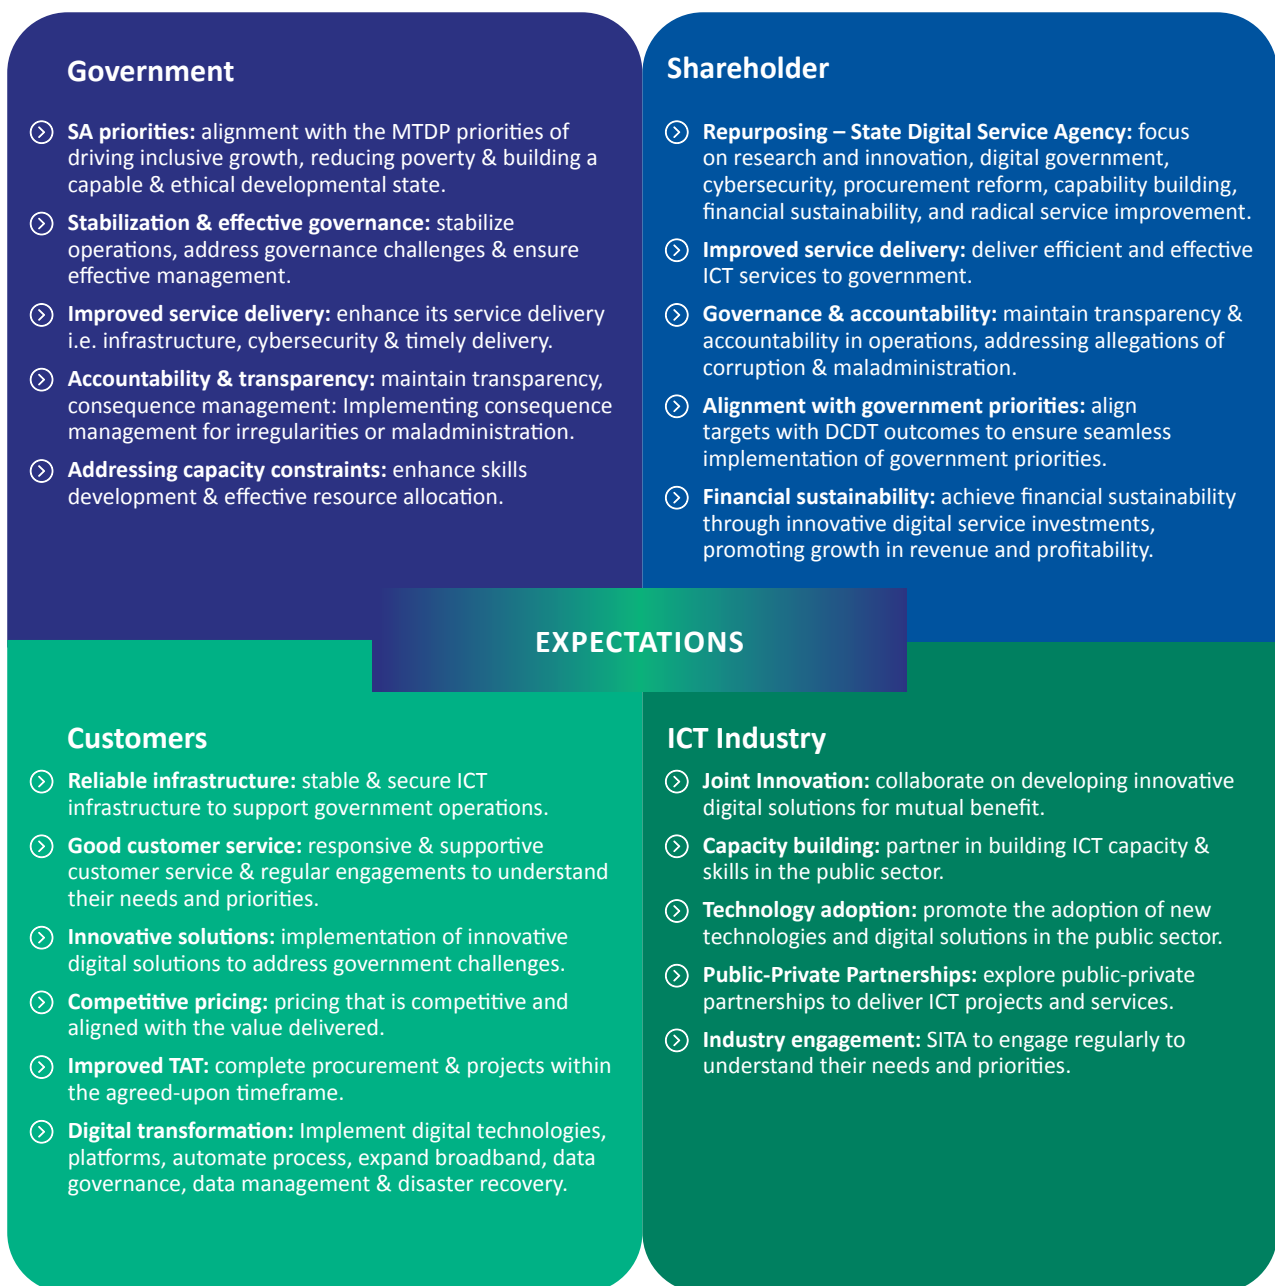 Government
SA priorities: alignment with the MTDP priorities of
driving inclusive growth, reducing poverty & building a
capable & ethical developmental state.
Stabilization & effective governance: stabilize
operations, address governance challenges & ensure
effective management.
Improved service delivery: enhance its service delivery
i.e. infrastructure, cybersecurity & timely delivery.
Accountability & transparency: maintain transparency,
consequence management: Implementing consequence
management for irregularities or maladministration.
Addressing capacity constraints: enhance skills
development & effective resource allocation.
Shareholder
Repurposing – State Digital Service Agency: focus
on research and innovation, digital government,
cybersecurity, procurement reform, capability building,
financial sustainability, and radical service improvement.
Improved service delivery: deliver efficient and effective
ICT services to government.
Governance & accountability: maintain transparency &
accountability in operations, addressing allegations of
corruption & maladministration.
Alignment with government priorities: align
targets with DCDT outcomes to ensure seamless
implementation of government priorities.
Financial sustainability: achieve financial sustainability
through innovative digital service investments,
promoting growth in revenue and profitability.
EXPECTATIONS
Customers
Reliable infrastructure: stable & secure ICT
infrastructure to support government operations.
Good customer service: responsive & supportive
customer service & regular engagements to understand
their needs and priorities.
Innovative solutions: implementation of innovative
digital solutions to address government challenges.
Competitive pricing: pricing that is competitive and
aligned with the value delivered.
Improved TAT: complete procurement & projects within
the agreed-upon timeframe.
Digital transformation: Implement digital technologies,
platforms, automate process, expand broadband, data
governance, data management & disaster recovery.
ICT Industry
Joint Innovation: collaborate on developing innovative
digital solutions for mutual benefit.
Capacity building: partner in building ICT capacity &
skills in the public sector.
Technology adoption: promote the adoption of new
technologies and digital solutions in the public sector.
Public-Private Partnerships: explore public-private
partnerships to deliver ICT projects and services.
Industry engagement: SITA to engage regularly to
understand their needs and priorities.